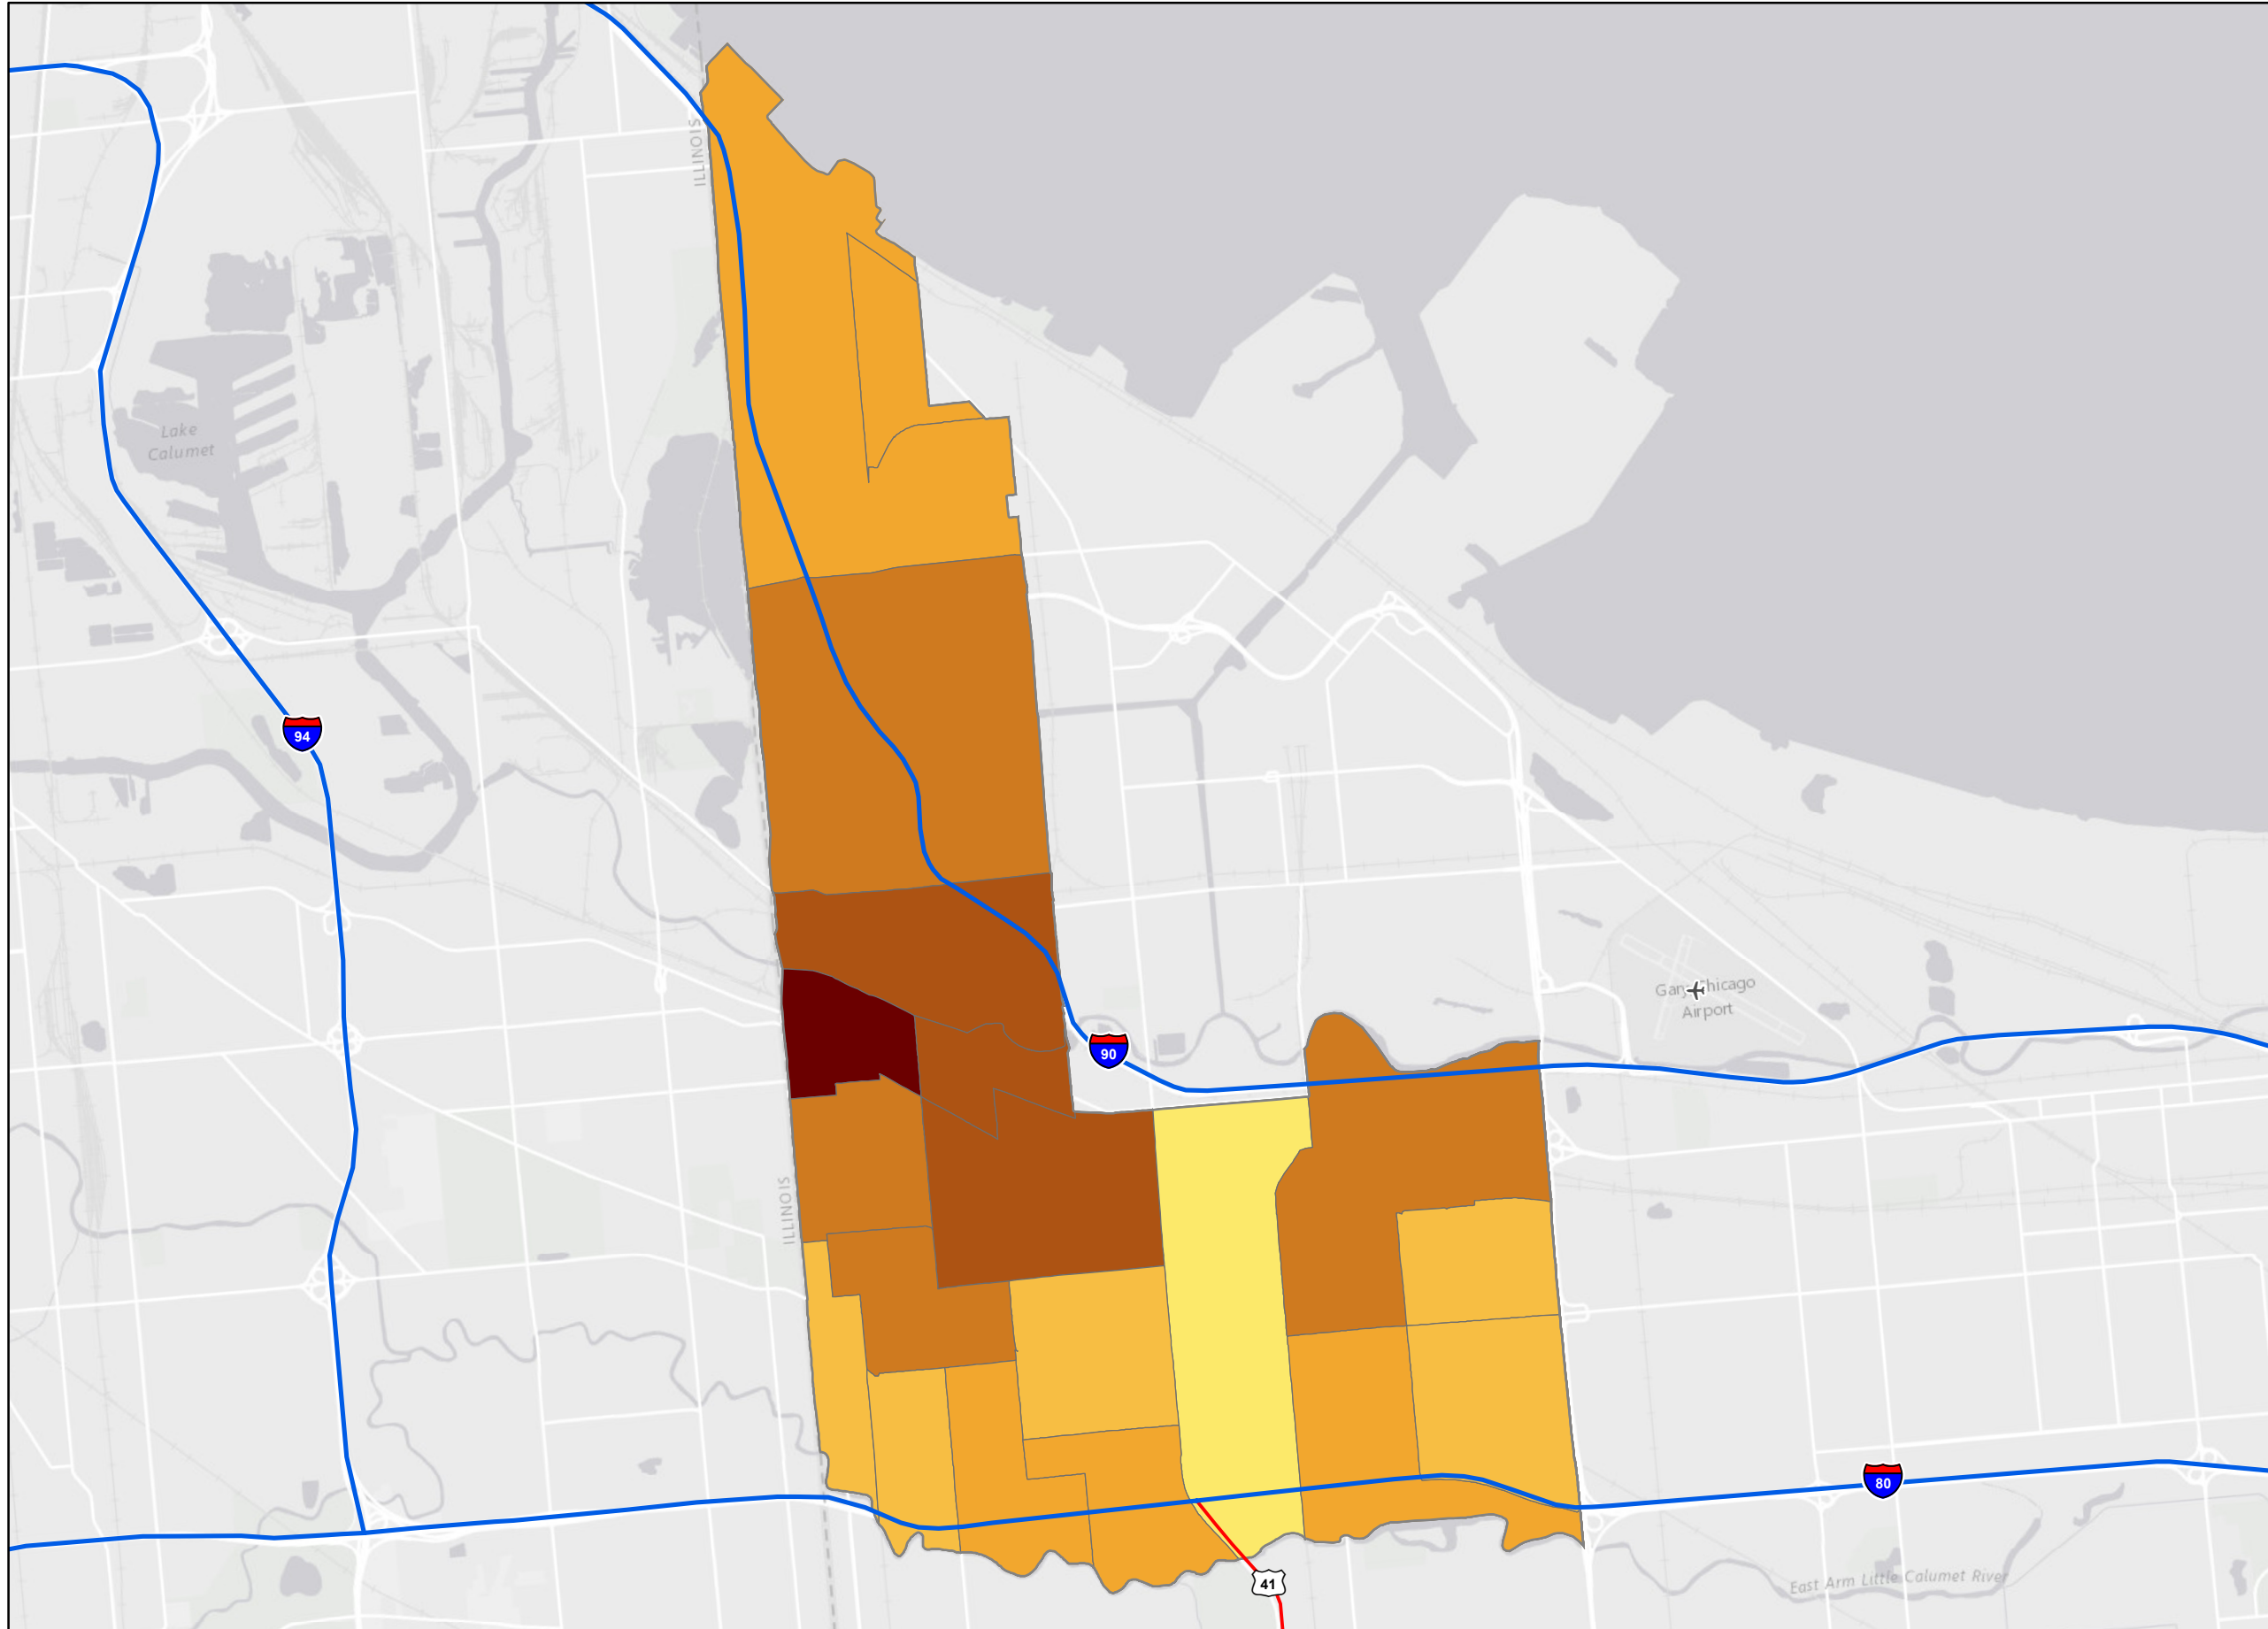 ILLINOIS
Lake
Calumet
94
Gary/Chicago
Airport
90
ILLINOIS
80
41
East Arm Little Calumet River